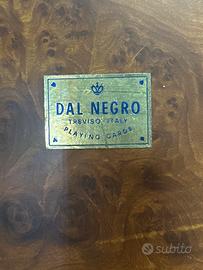 DAL NEGRO
TREVISO ITALY
PLAYING CARDS
subito